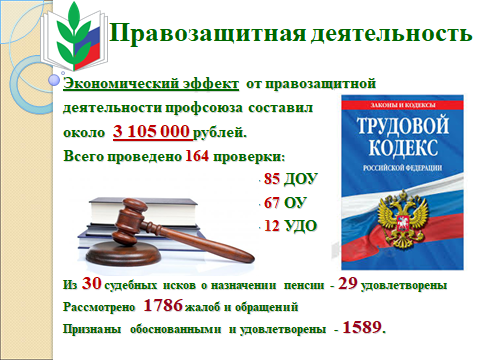 Правозащитная деятельность
Экономический эффект от правозащитной
деятельности профсоюза составил
около 3 105 000 рублей.
Всего проведено 164 проверки:
- 85 ДОУ
- 67 ОУ
- 12 УДО
ЗАКОНЫ И КОДЕКСЫ
ТРУДОВОЙ
КОДЕКС
РОССИЙСКОЙ ФЕДЕРАЦИИ
Из 30 судебных исков о назначении пенсии - 29 удовлетворены
Рассмотрено 1786 жалоб и обращений
Признаны обоснованными и удовлетворены - 1589.